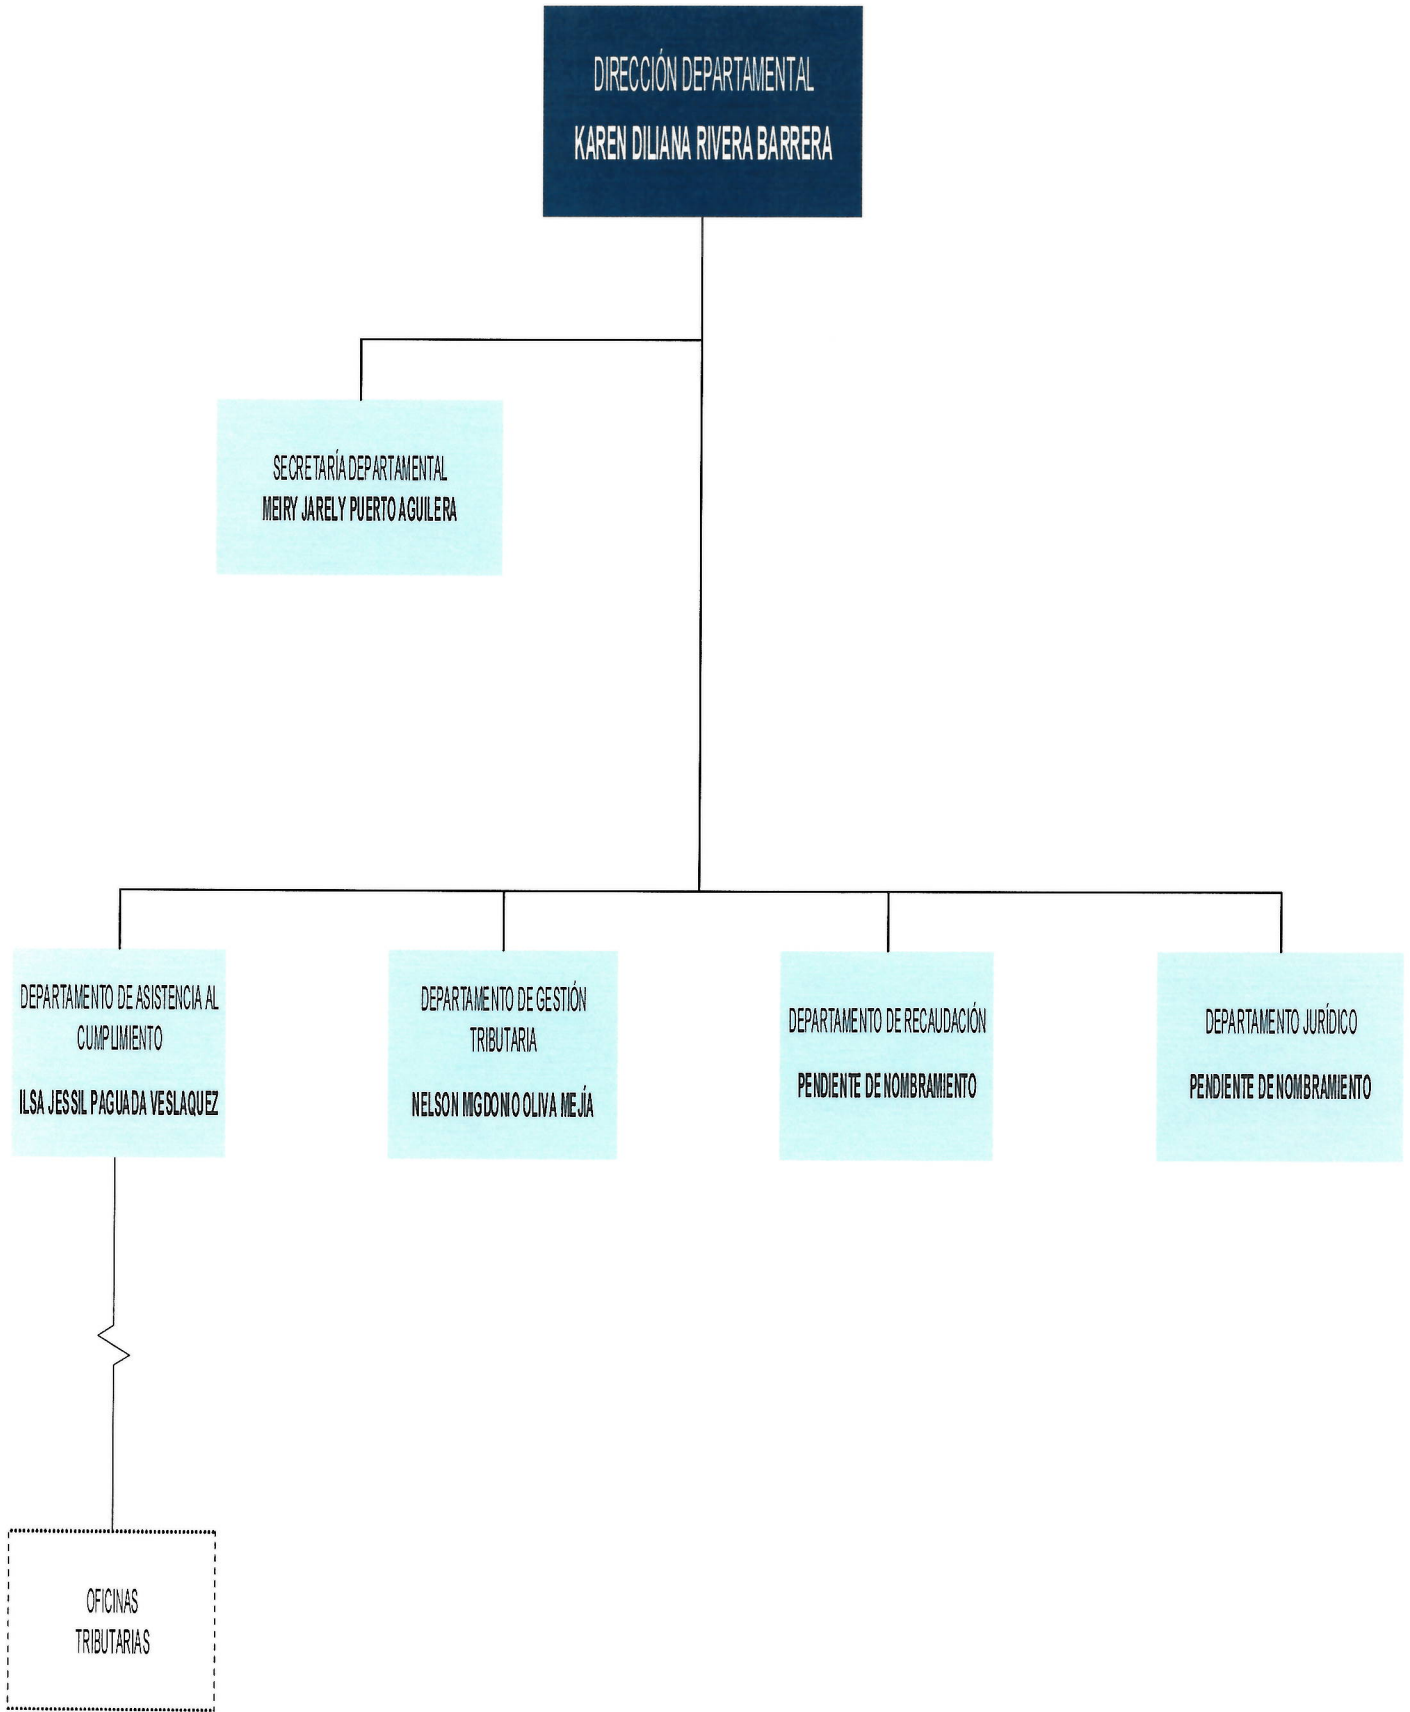 DIRECCIÓN DEPARTAMENTAL
KAREN DILIANA RIVERA BARRERA
SECRETARÍA DEPARTAMENTAL
MEIRY JARELY PUERTO AGUILERA
DEPARTAMENTO DE ASISTENCIA AL
CUMPLIMIENTO
ILSA JESSIL PAGUADA VESLAQUEZ
DEPARTAMENTO DE GESTIÓN
TRIBUTARIA
NELSON MIGDONIO OLIVA MEJÍA
DEPARTAMENTO DE RECAUDACIÓN
PENDIENTE DE NOMBRAMIENTO
DEPARTAMENTO JURÍDICO
PENDIENTE DE NOMBRAMIENTO
OFICINAS
TRIBUTARIAS